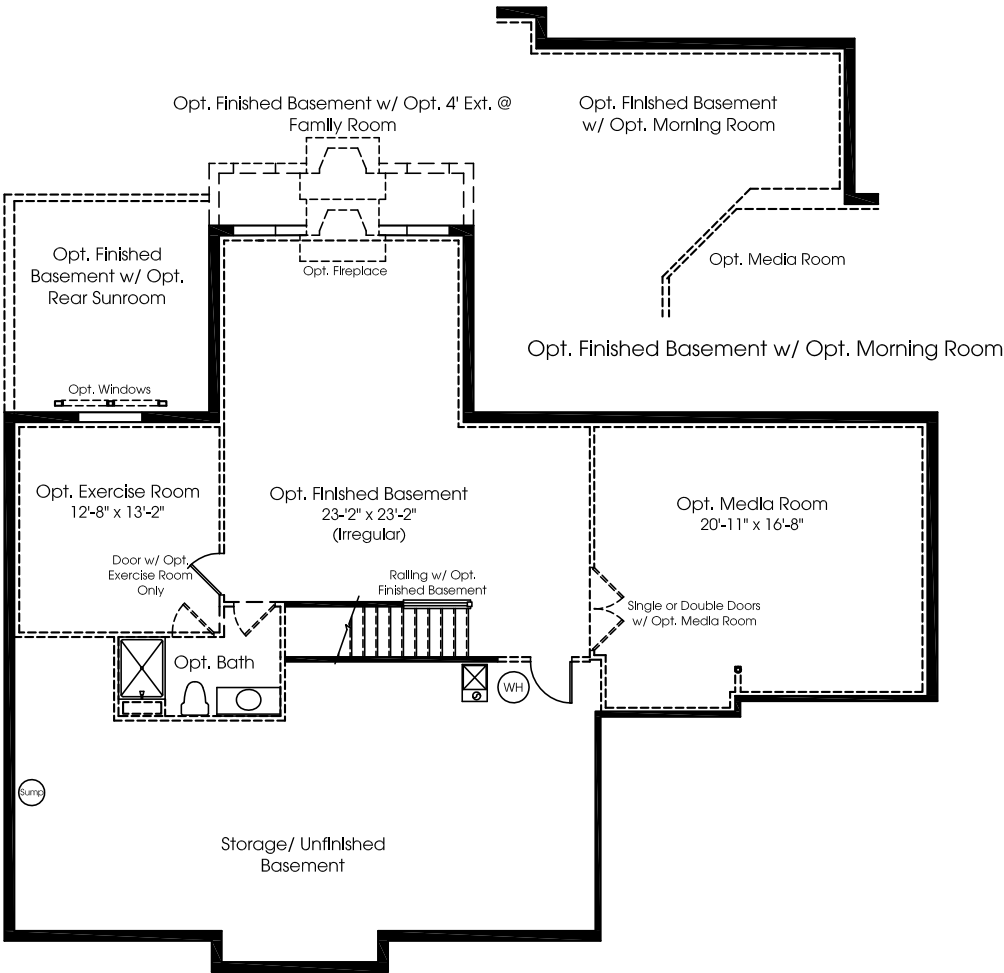 Opt. Finished Basement w/ Opt. 4' Ext. @
Family Room
Opt. Finished Basement
w/ Opt. Morning Room
Opt. Finished
Basement w/ Opt.
Rear Sunroom
Opt. Fireplace
Opt. Media Room
Opt. Finished Basement w/ Opt. Morning Room
Opt. Windows
Opt. Exercise Room
12'-8" x 13'-2"
Opt. Finished Basement
23-'2" x 23'-2"
(Irregular)
Opt. Media Room
20'-11" x 16'-8"
Door w/ Opt.
Exercise Room
Only
Railing w/ Opt.
Finished Basement
Single or Double Doors
w/ Opt. Media Room
Opt. Bath
WH
Sump
Storage/ Unfinished
Basement